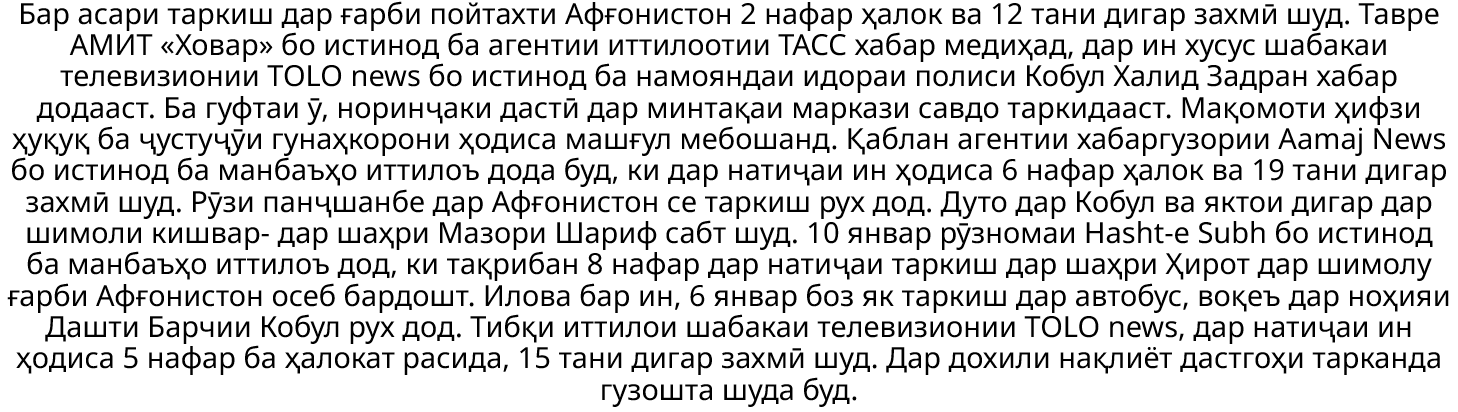 Бар асари таркиш дар ғарби пойтахти Афғонистон 2 нафар ҳалок ва 12 тани дигар захмӣ шуд. Тавре
АМИТ «Ховар» бо истинод ба агентии иттилоотии ТАСС хабар медиҳад, дар ин хусус шабакаи
телевизионии TOLO news бо истинод ба намояндаи идораи полиси Кобул Халид Задран хабар
додааст. Ба гуфтаи ӯ, норинҷаки дастӣ дар минтақаи маркази савдо таркидааст. Мақомоти ҳифзи
ҳуқуқ ба ҷустуҷӯи гунаҳкорони ҳодиса машғул мебошанд. Қаблан агентии хабаргузории Aamaj News
бо истинод ба манбаъҳо иттилоъ дода буд, ки дар натиҷаи ин ҳодиса 6 нафар ҳалок ва 19 тани дигар
захмӣ шуд. Рӯзи панҷшанбе дар Афғонистон се таркиш рух дод. Дуто дар Кобул ва яктои дигар дар
шимоли кишвар- дар шаҳри Мазори Шариф сабт шуд. 10 январ рӯзномаи Hasht-e Subh бо истинод
ба манбаъҳо иттилоъ дод, ки тақрибан 8 нафар дар натиҷаи таркиш дар шаҳри Ҳирот дар шимолу
ғарби Афғонистон осеб бардошт. Илова бар ин, 6 январ боз як таркиш дар автобус, воқеъ дар ноҳияи
Дашти Барчии Кобул рух дод. Тибқи иттилои шабакаи телевизионии TOLO news, дар натиҷаи ин
ҳодиса 5 нафар ба ҳалокат расида, 15 тани дигар захмӣ шуд. Дар дохили нақлиёт дастгоҳи тарканда
гузошта шуда буд.